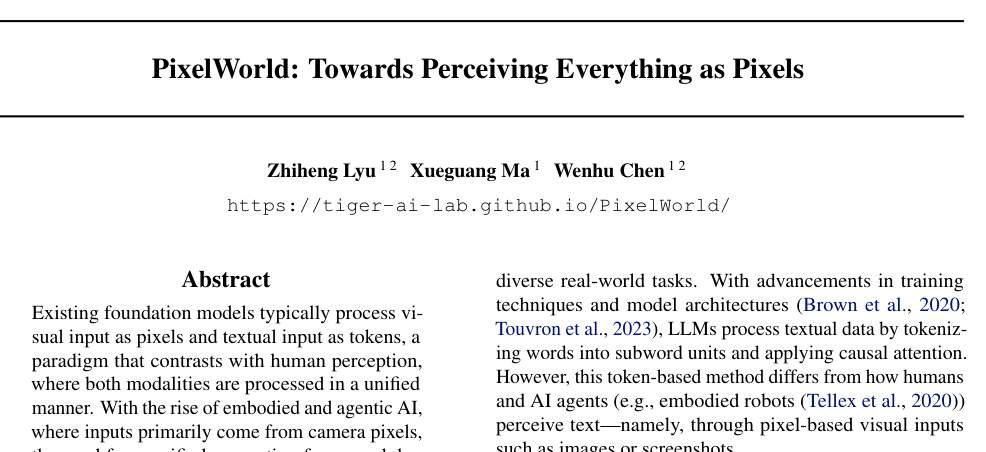 PixelWorld: Towards Perceiving Everything as Pixels
Zhiheng Lyu 1 2 Xueguang Ma 1 Wenhu Chen 1 2
https://tiger-ai-lab.github.io/PixelWorld/
Abstract
Existing foundation models typically process vi-
sual input as pixels and textual input as tokens, a
paradigm that contrasts with human perception,
where both modalities are processed in a unified
manner. With the rise of embodied and agentic AI,
where inputs primarily come from camera pixels,
diverse real-world tasks. With advancements in training
techniques and model architectures (Brown et al., 2020;
Touvron et al., 2023), LLMs process textual data by tokeniz-
ing words into subword units and applying causal attention.
However, this token-based method differs from how humans
and AI agents (e.g., embodied robots (Tellex et al., 2020))
perceive text—namely, through pixel-based visual inputs
such as images or screenshots.